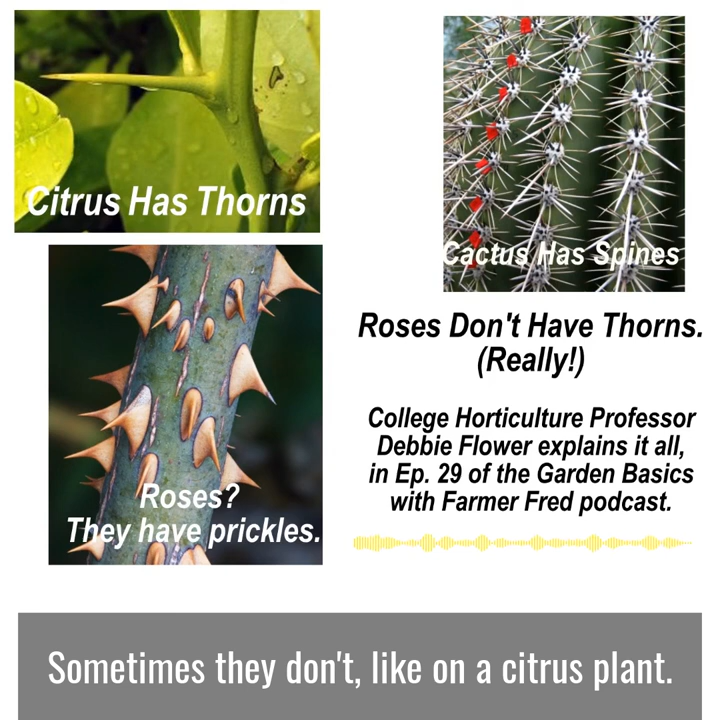 Citrus Has Thorns
Cactus Has Spines
Roses?
They have prickles.
Roses Don't Have Thorns.
(Really!)
College Horticulture Professor
Debbie Flower explains it all,
in Ep. 29 of the Garden Basics
with Farmer Fred podcast.
Sometimes they don't, like on a citrus plant.